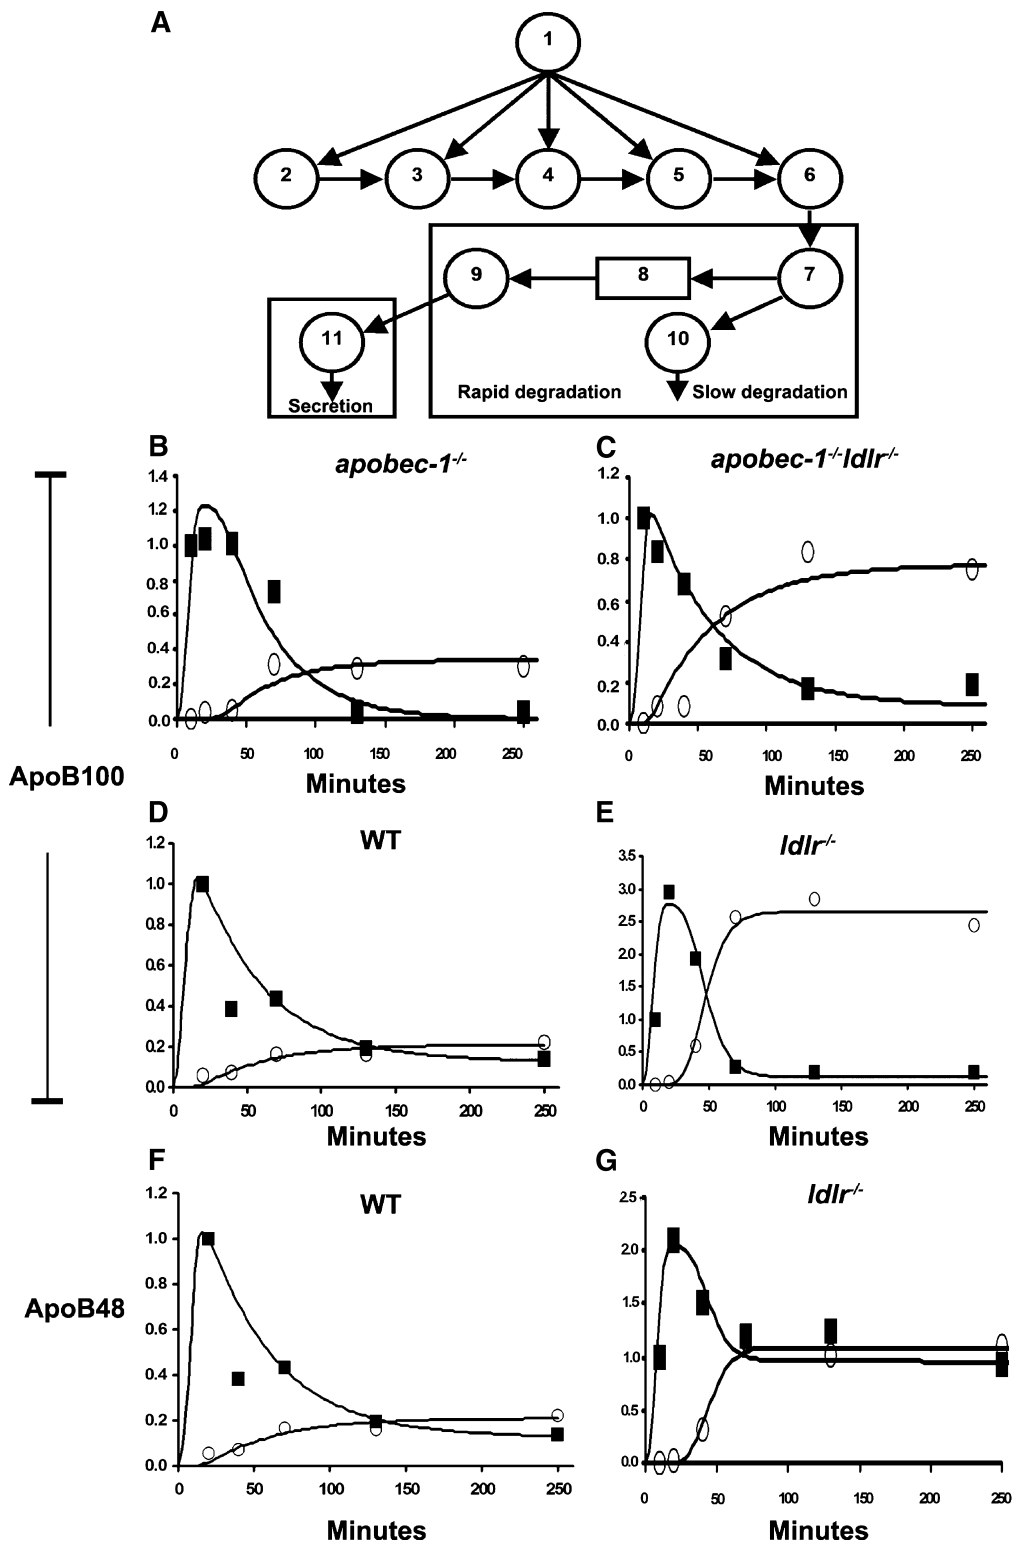 A
1
2 3 4 5 6
9 8 7
11 10
Secretion Rapid degradation Slow degradation
B apobec-1-/-
C apobec-1-/-ldlr-/-
1.4
1.2
1.0
0.8
0.6
0.4
0.2
0.0
0 50 100 150 200 250
Minutes
1.2
1.0
0.8
0.6
0.4
0.2
0.0
0 50 100 150 200 250
Minutes
ApoB100
D WT
1.2
1.0
0.8
0.6
0.4
0.2
0.0
0 50 100 150 200 250
Minutes
E ldlr-/-
3.5
3.0
2.5
2.0
1.5
1.0
0.5
0.0
0 50 100 150 200 250
Minutes
F WT
1.2
1.0
0.8
0.6
0.4
0.2
0.0
0 50 100 150 200 250
Minutes
G ldlr-/-
2.5
2.0
1.5
1.0
0.5
0.0
0 50 100 150 200 250
Minutes
ApoB48